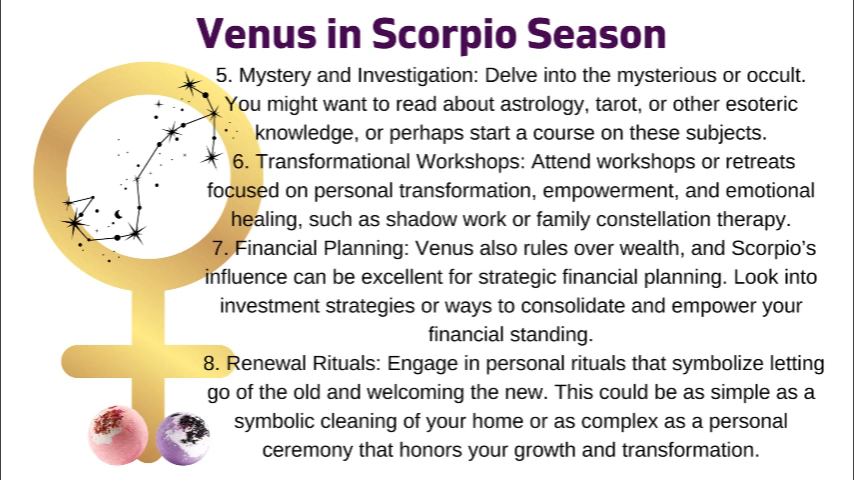 Venus in Scorpio Season
5. Mystery and Investigation: Delve into the mysterious or occult.
You might want to read about astrology, tarot, or other esoteric
knowledge, or perhaps start a course on these subjects.
6. Transformational Workshops: Attend workshops or retreats
focused on personal transformation, empowerment, and emotional
healing, such as shadow work or family constellation therapy.
7. Financial Planning: Venus also rules over wealth, and Scorpio's
influence can be excellent for strategic financial planning. Look into
investment strategies or ways to consolidate and empower your
financial standing.
8. Renewal Rituals: Engage in personal rituals that symbolize letting
go of the old and welcoming the new. This could be as simple as a
symbolic cleaning of your home or as complex as a personal
ceremony that honors your growth and transformation.